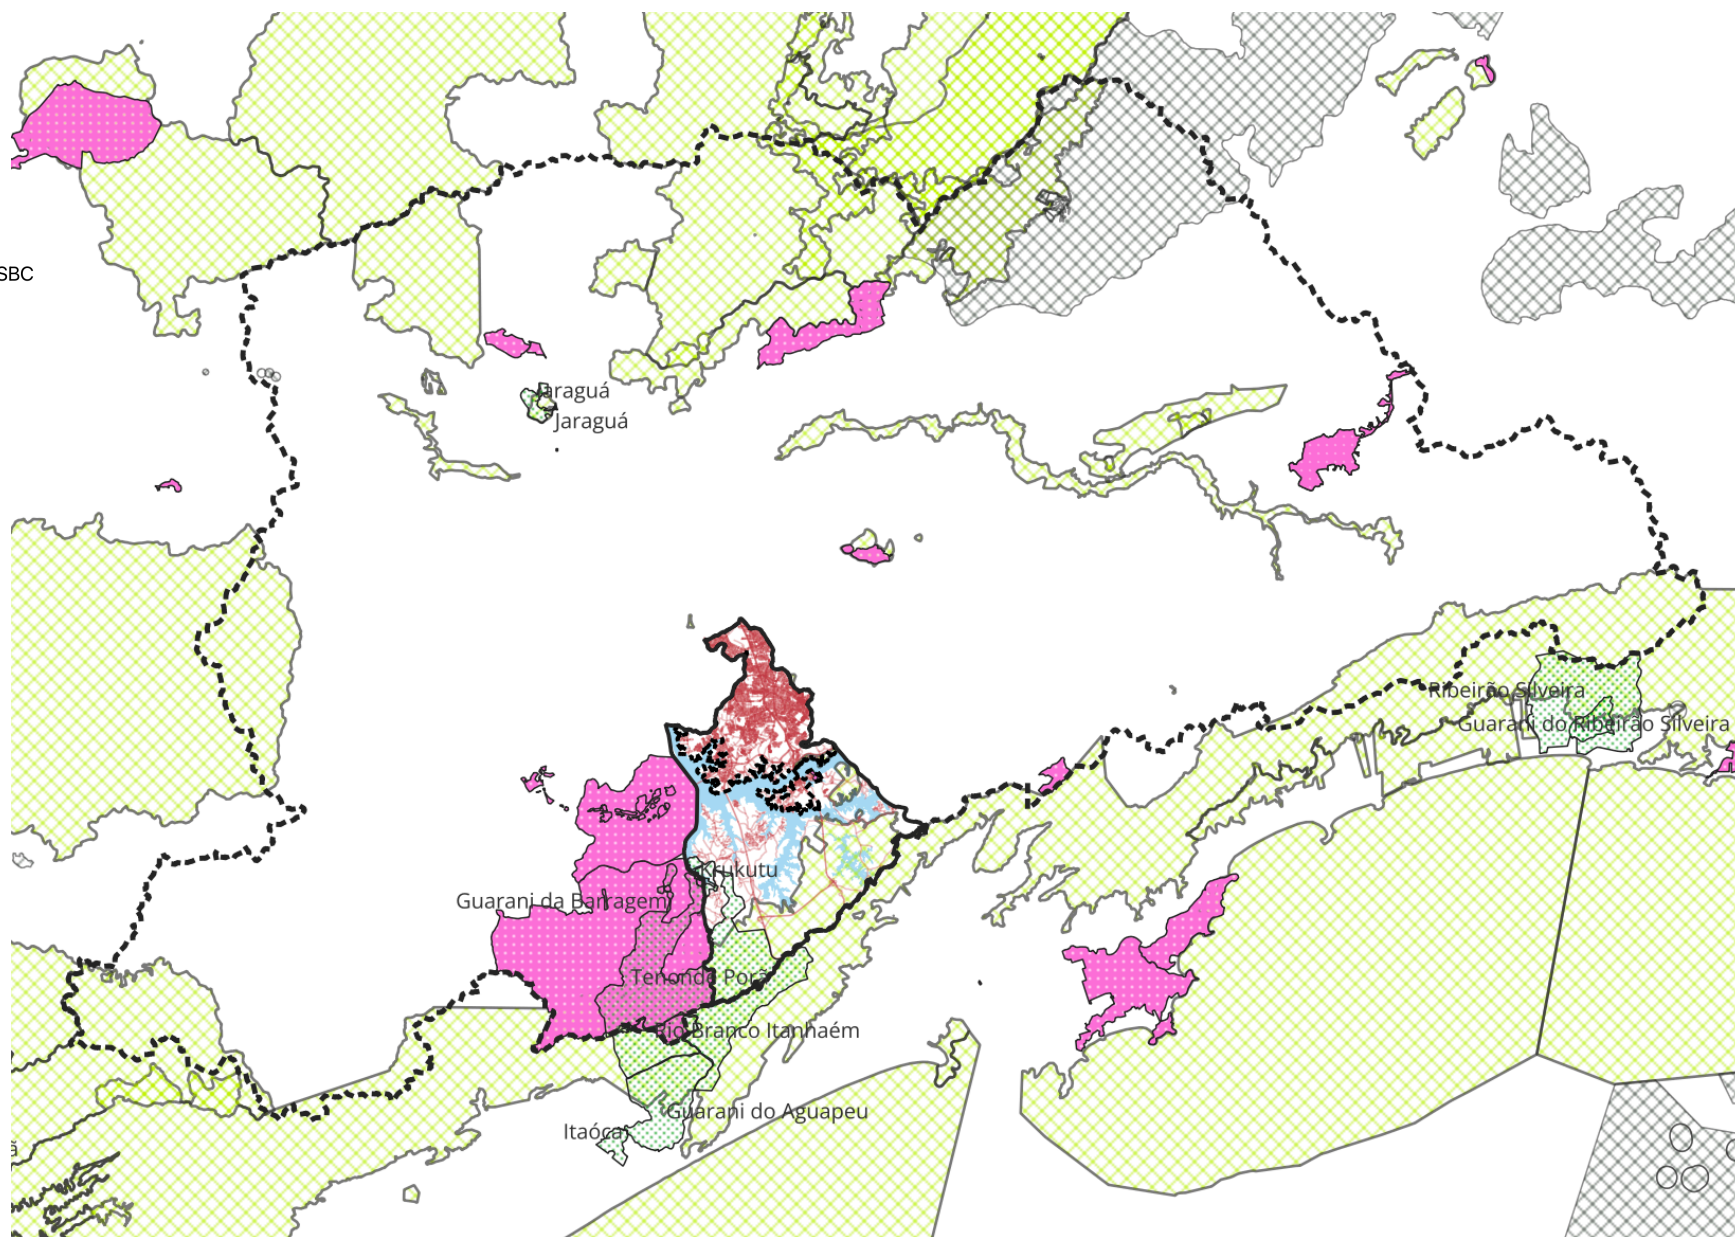 SBC
Jaraguá
Jaraguá
Ribeirão Silveira
Guarani do Ribeirão Silveira
Krukutu
Guarani da Barragem
Tenondé Porã
Rio Branco Itanhaém
Guarani do Aguapeu
Itaóca